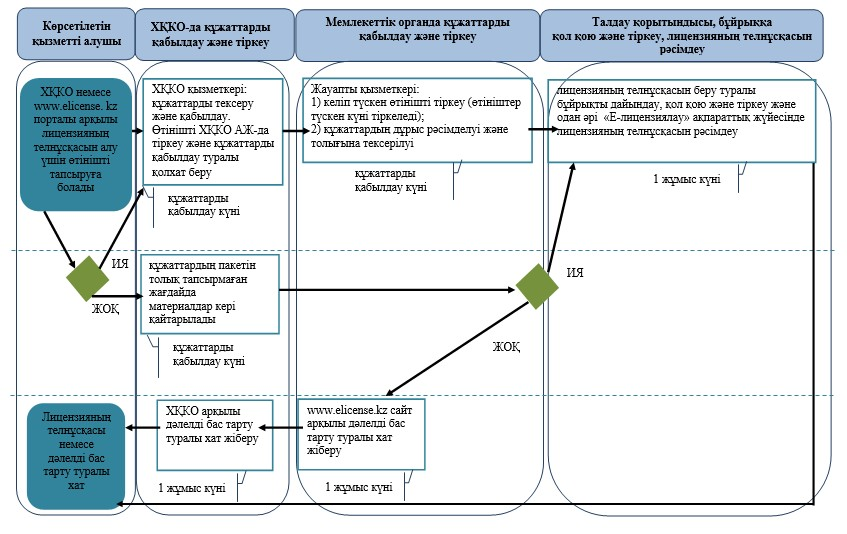 Көрсетілетін
қызметті алушы
ХҚКО-да құжаттарды
қабылдау және тіркеу
Мемлекеттік органда құжаттарды
қабылдау және тіркеу
Талдау қорытындысы, бұйрыққа
қол қою және тіркеу, лицензияның телнұсқасын
рәсімдеу
ХҚКО немесе
www.elicense. kz
порталы арқылы
лицензияның
телнұсқасын алу
үшін өтінішті
тапсыруға
болады
ХҚКО қызметкері:
құжаттарды тексеру
және қабылдау.
Өтінішті ХҚКО АЖ-да
тіркеу және құжаттарды
қабылдау туралы
қолхат беру
Жауапты қызметкері:
1) келіп түскен өтінішті тіркеу (өтініштер
түскен күні тіркеледі);
2) құжаттардың дұрыс рәсімделуі және
толығына тексерілуі
лицензияның телнұсқасын беру туралы
бұйрықты дайындау, қол қою және тіркеу және
одан әрі «Е-лицензиялау» ақпараттық жүйесінде
лицензияның телнұсқасын рәсімдеу
құжаттарды
қабылдау күні
құжаттарды
қабылдау күні
1 жұмыс күні
ИЯ
ЖОҚ
құжаттардың пакетін
толық тапсырмаған
жағдайда
материалдар кері
қайтарылады
ИЯ
ЖОҚ
құжаттарды
қабылдау күні
Лицензияның
телнұсқасы
немесе
дәлелді бас
тарту туралы
хат
ХҚКО арқылы
дәлелді бас тарту
туралы хат жіберу
www.elicense.kz сайт
арқылы дәлелді бас
тарту туралы хат
жіберу
1 жұмыс күні
1 жұмыс күні